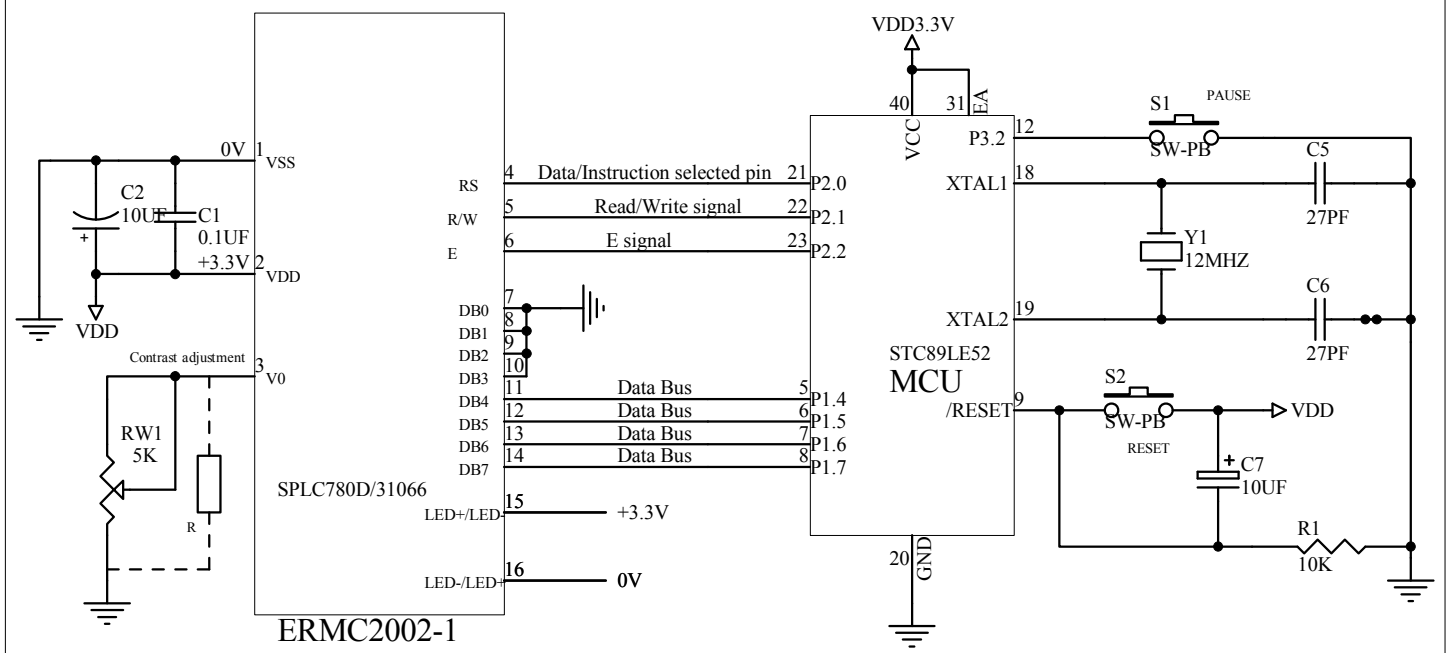 VDD3.3V
40
31
VCC
EA
S1
PAUSE
12
P3.2
SW-PB
C5
18
XTAL1
27PF
Y1
12MHZ
C6
19
XTAL2
27PF
STC89LE52
MCU
S2
9
/RESET
SW-PB
RESET
VDD
+
C7
10UF
R1
10K
20
GND
0V
1
VSS
C2
10UF
+
C1
0.1UF
+3.3V
2
VDD
VDD
Contrast adjustment
3
V0
RW1
5K
R
SPLC780D/31066
ERMC2002-1
RS
4
Data/Instruction selected pin
21
P2.0
R/W
5
Read/Write signal
22
P2.1
E
6
E signal
23
P2.2
DB0
7
DB1
8
DB2
9
DB3
10
DB4
11
Data Bus
5
P1.4
DB5
12
Data Bus
6
P1.5
DB6
13
Data Bus
7
P1.6
DB7
14
Data Bus
8
P1.7
LED+/LED-
15
+3.3V
LED-/LED+
16
0V